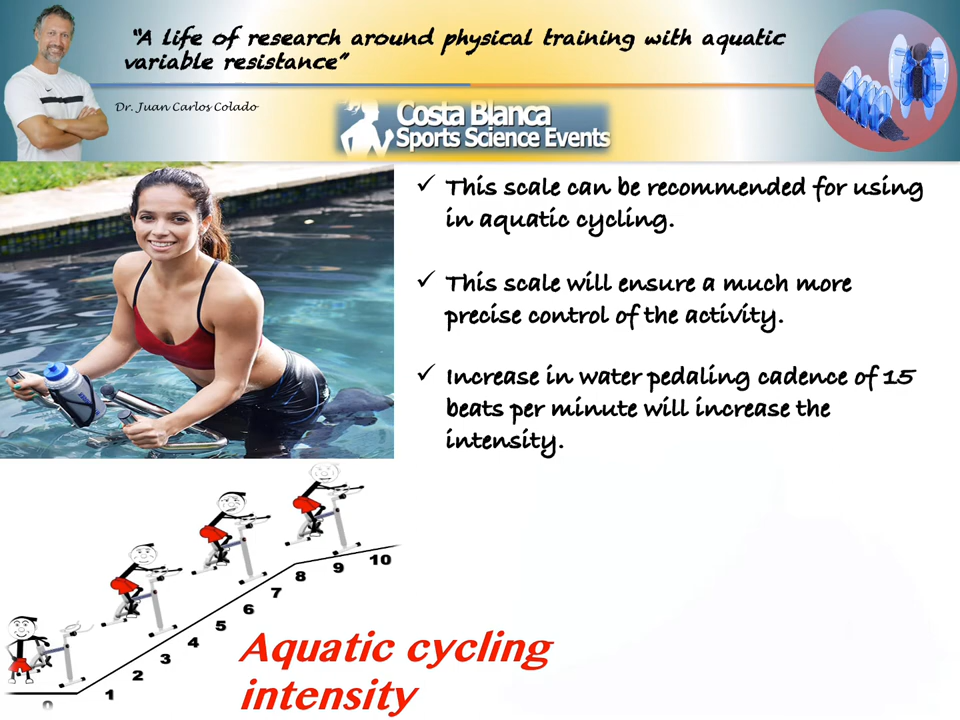 “A life of research around physical training with aquatic
variable resistance”
Dr. Juan Carlos Colado
Costa Blanca
Sports Science Events
✓ This scale can be recommended for using
in aquatic cycling.
✓ This scale will ensure a much more
precise control of the activity.
✓ Increase in water pedaling cadence of 15
beats per minute will increase the
intensity.
0
1
2
3
4
5
6
7
8
9
10
Aquatic cycling
intensity